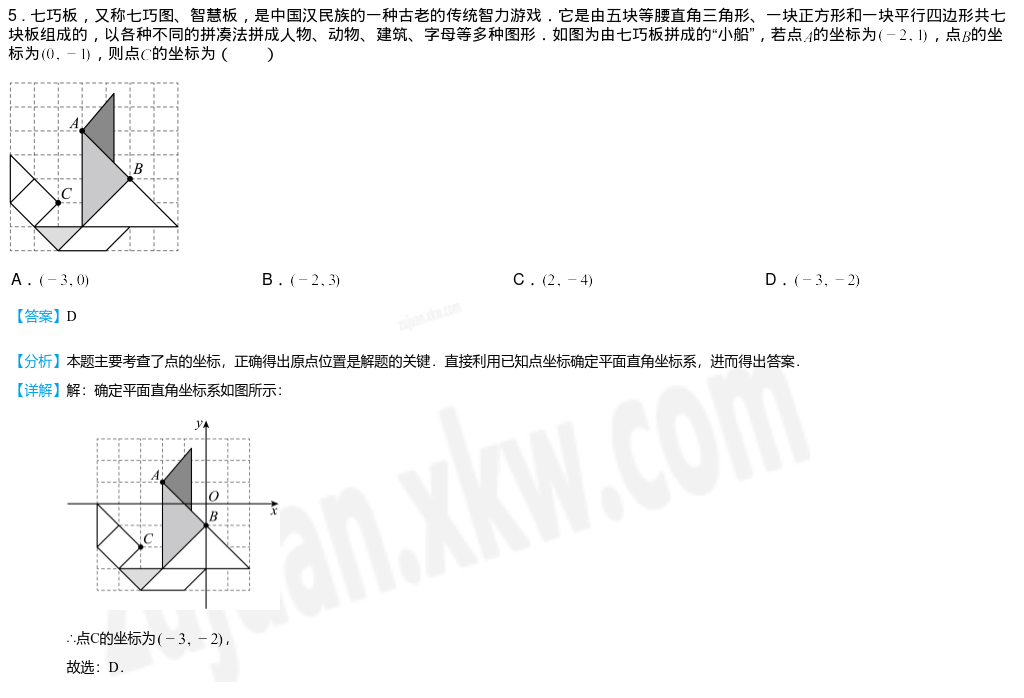 5．七巧板，又称七巧图、智慧板，是中国汉民族的一种古老的传统智力游戏．它是由五块等腰直角三角形、一块正方形和一块平行四边形共七
块板组成的，以各种不同的拼凑法拼成人物、动物、建筑、字母等多种图形．如图为由七巧板拼成的“小船”，若点A的坐标为(−2, 1)，点B的坐
标为(0, −1)，则点C的坐标为（　　）
A
B
C
A．(−3, 0)　B．(−2, 3)　C．(2, −4)　D．(−3, −2)
【答案】D
zujuan.xkw.com
【分析】本题主要考查了点的坐标，正确得出原点位置是解题的关键．直接利用已知点坐标确定平面直角坐标系，进而得出答案．
【详解】解：确定平面直角坐标系如图所示：
y
A
O
x
B
C
zujuan.xkw.com
∴点C的坐标为(−3, −2)，
故选：D．